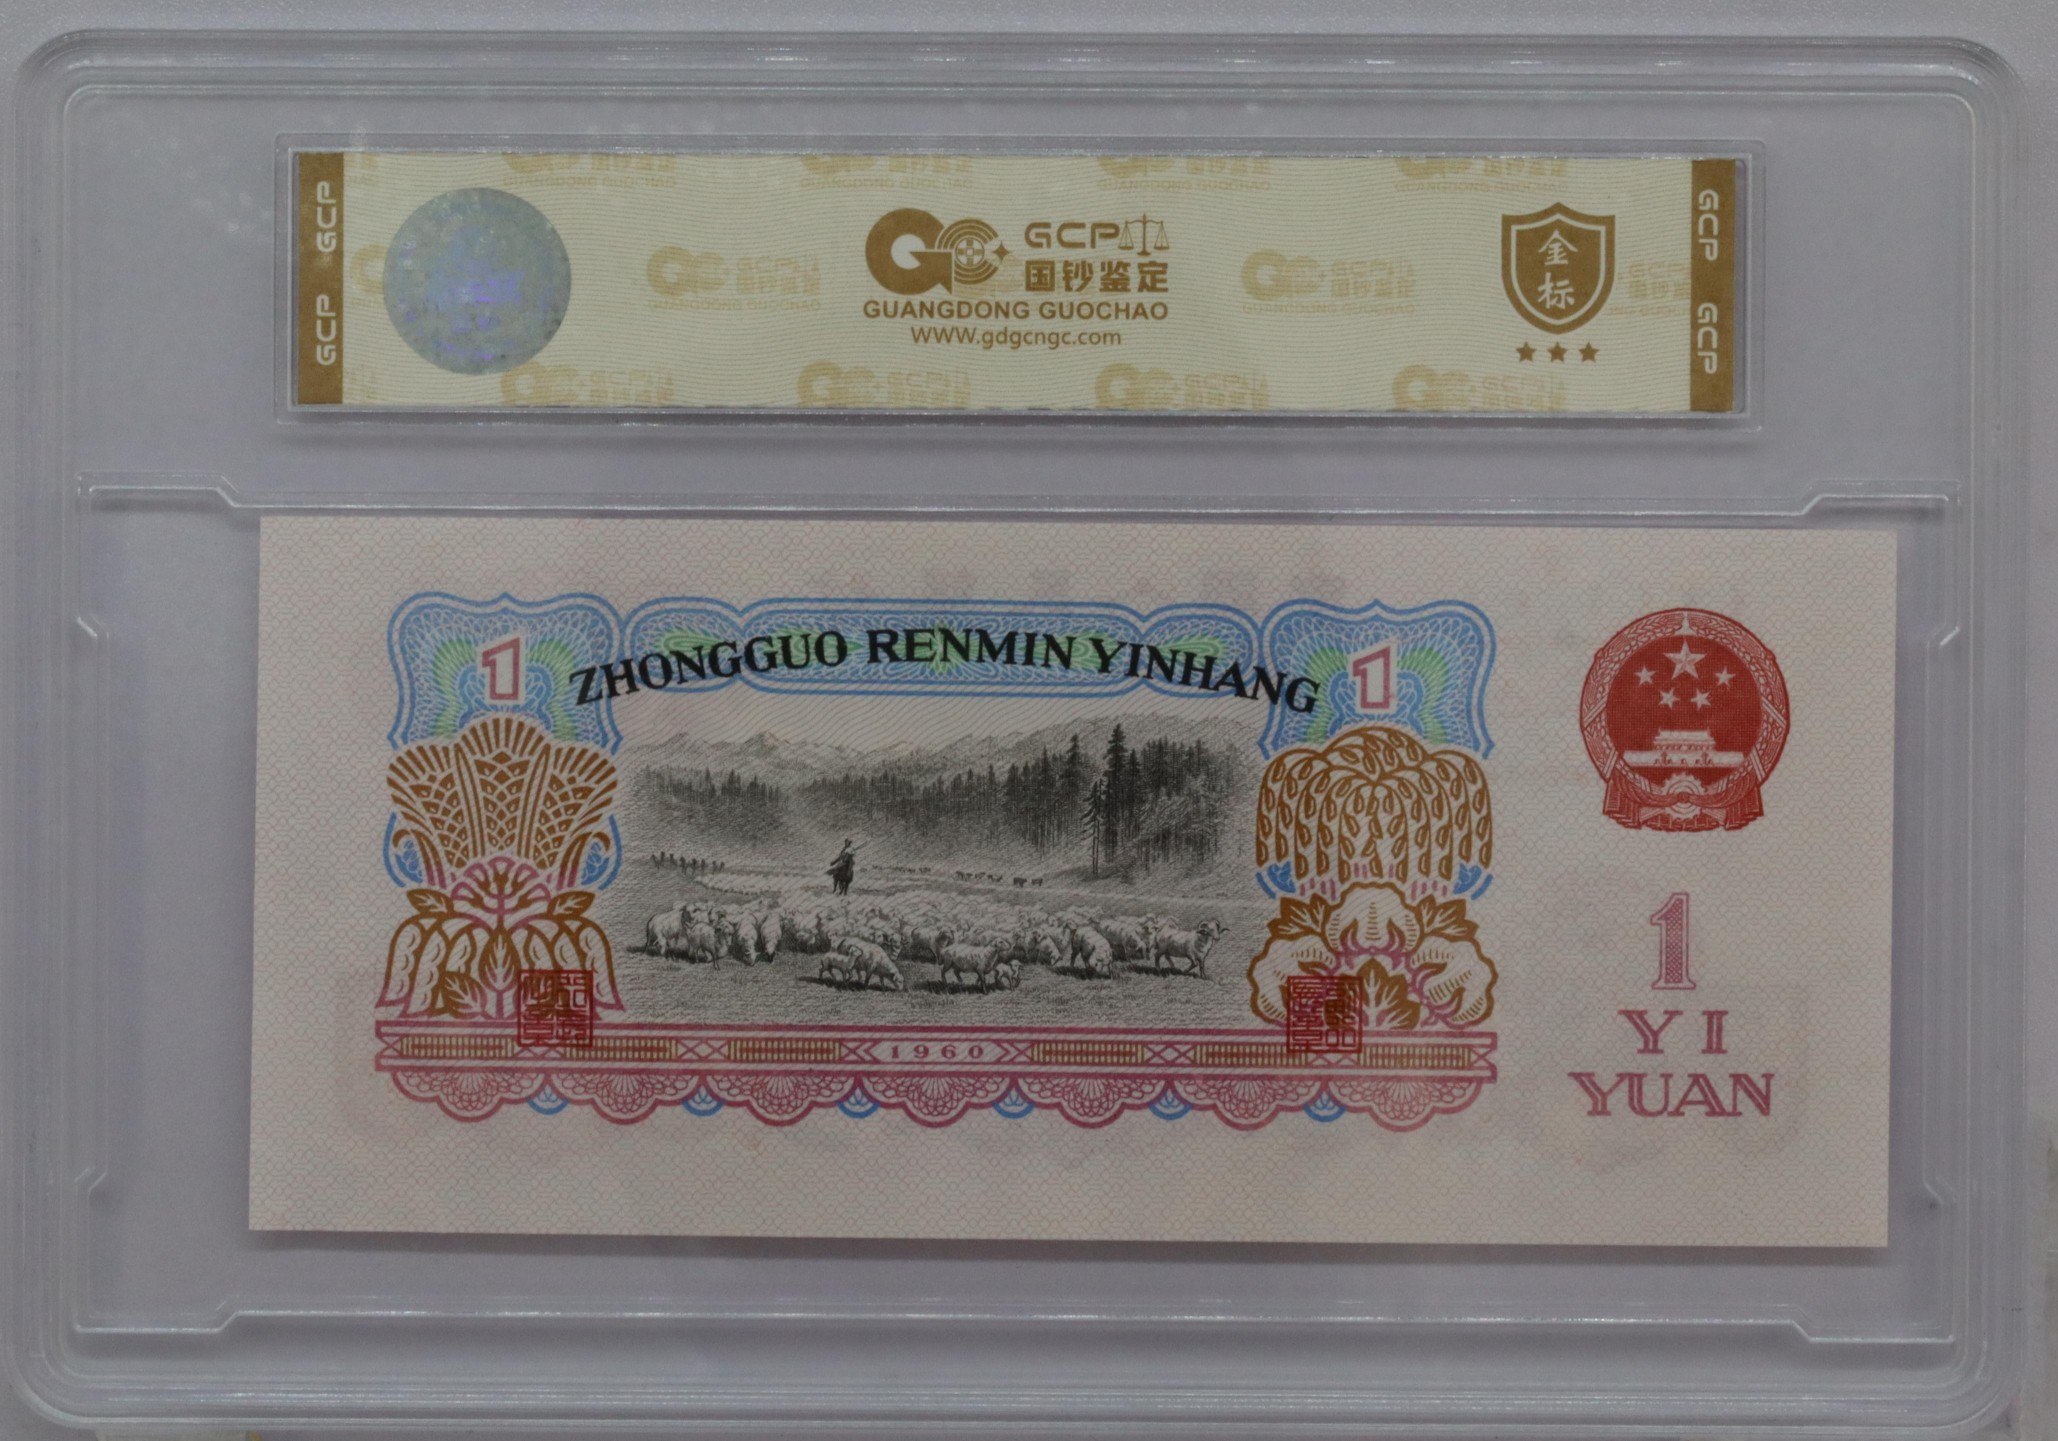 GCP GCP
GCP
国钞鉴定
GUANGDONG GUOCHAO
WWW.gdgcngc.com
金标
GCP GCP
1 ZHONGGUO RENMIN YINHANG 1
1960
1
YI
YUAN